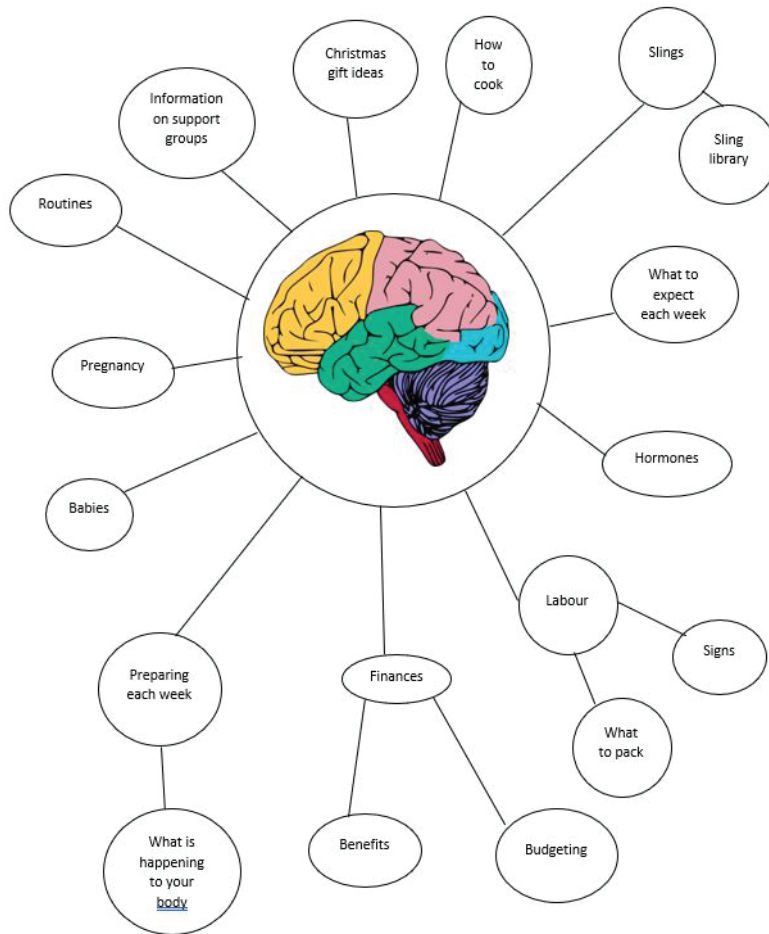 Christmas
gift ideas
How
to
cook
Slings
Sling
library
Information
on support
groups
Routines
What to
expect
each week
Pregnancy
Hormones
Babies
Labour
Signs
Preparing
each week
Finances
What
to pack
What is
happening
to your
body
Benefits
Budgeting